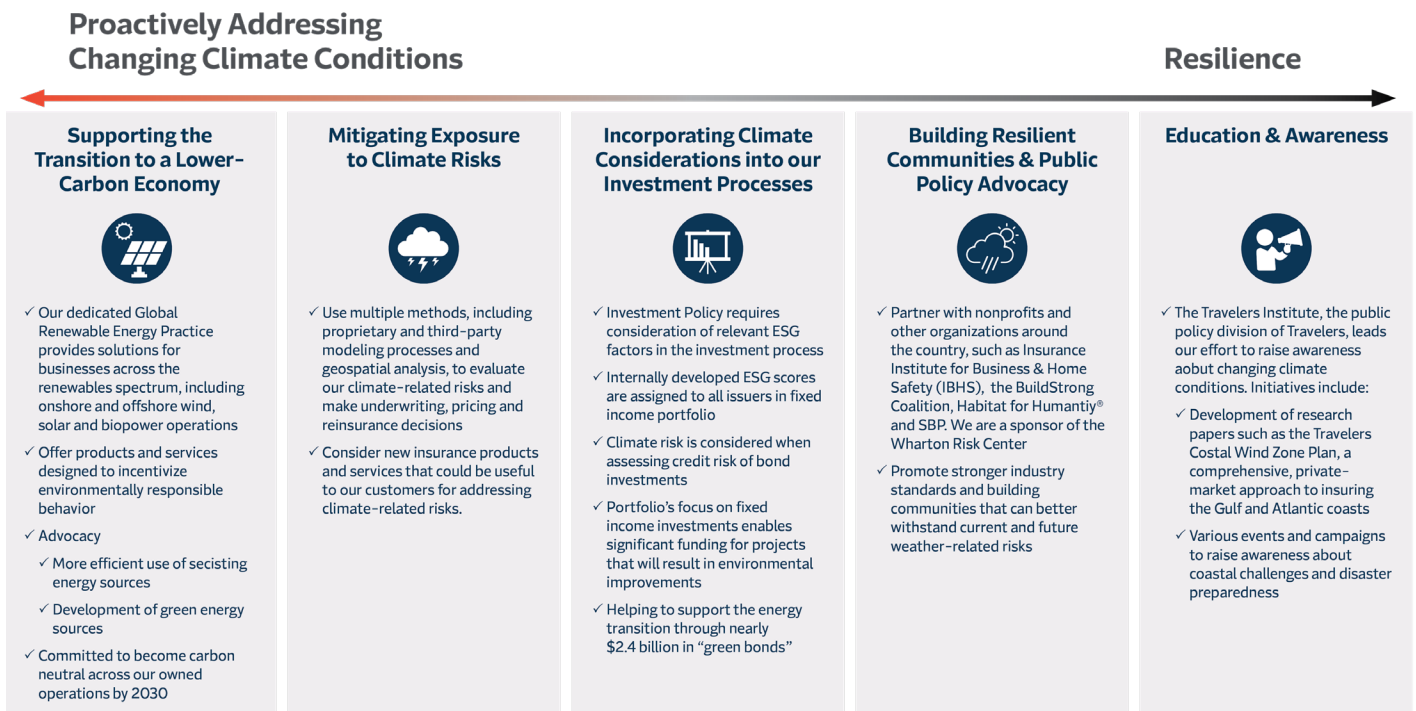 Proactively Addressing
Changing Climate Conditions
Resilience
Supporting the
Transition to a Lower-
Carbon Economy
✓ Our dedicated Global
Renewable Energy Practice
provides solutions for
businesses across the
renewables spectrum, including
onshore and offshore wind,
solar and biopower operations
✓ Offer products and services
designed to incentivize
environmentally responsible
behavior
✓ Advocacy
✓ More efficient use of secisting
energy sources
✓ Development of green energy
sources
✓ Committed to become carbon
neutral across our owned
operations by 2030
Mitigating Exposure
to Climate Risks
✓ Use multiple methods, including
proprietary and third-party
modeling processes and
geospatial analysis, to evaluate
our climate-related risks and
make underwriting, pricing and
reinsurance decisions
✓ Consider new insurance products
and services that could be useful
to our customers for addressing
climate-related risks.
Incorporating Climate
Considerations into our
Investment Processes
✓ Investment Policy requires
consideration of relevant ESG
factors in the investment process
✓ Internally developed ESG scores
are assigned to all issuers in fixed
income portfolio
✓ Climate risk is considered when
assessing credit risk of bond
investments
✓ Portfolio's focus on fixed
income investments enables
significant funding for projects
that will result in environmental
improvements
✓ Helping to support the energy
transition through nearly
$2.4 billion in "green bonds"
Building Resilient
Communities & Public
Policy Advocacy
✓ Partner with nonprofits and
other organizations around
the country, such as Insurance
Institute for Business & Home
Safety (IBHS), the BuildStrong
Coalition, Habitat for Humantiy®
and SBP. We are a sponsor of the
Wharton Risk Center
✓ Promote stronger industry
standards and building
communities that can better
withstand current and future
weather-related risks
Education & Awareness
✓ The Travelers Institute, the public
policy division of Travelers, leads
our effort to raise awareness
aobut changing climate
conditions. Initiatives include:
✓ Development of research
papers such as the Travelers
Costal Wind Zone Plan, a
comprehensive, private-
market approach to insuring
the Gulf and Atlantic coasts
✓ Various events and campaigns
to raise awareness about
coastal challenges and disaster
preparedness